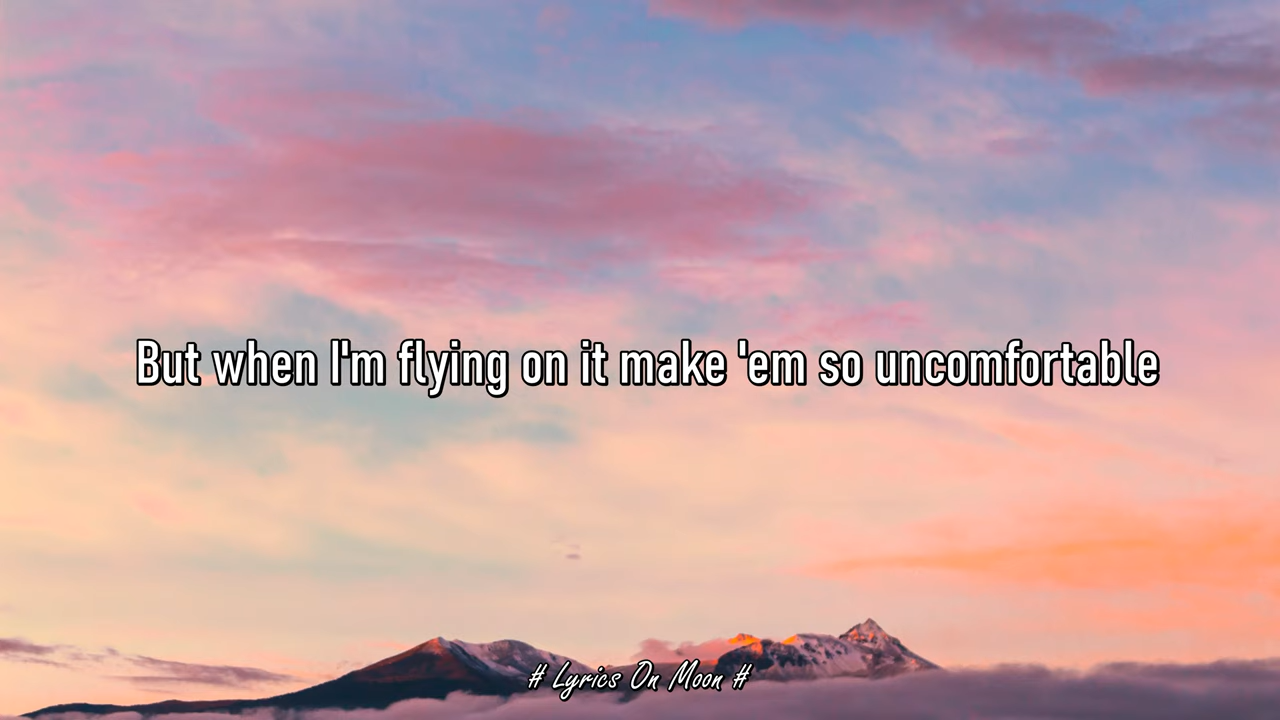 But when I'm flying on it make 'em so uncomfortable
# Lyrics On Moon #